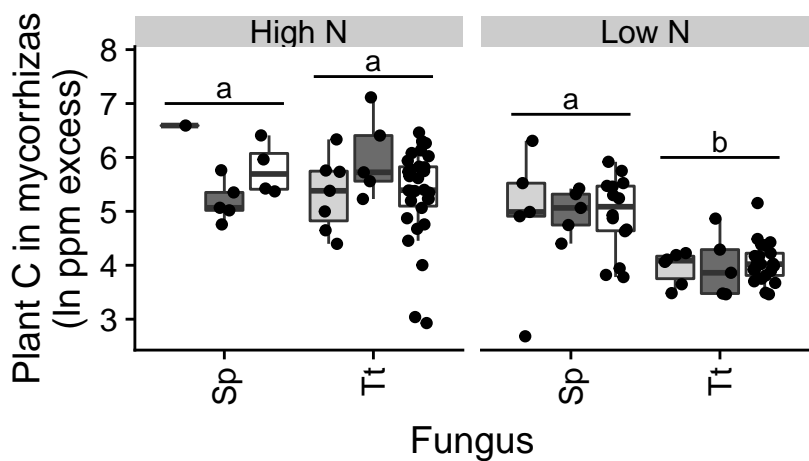 High N
Low N
Plant C in mycorrhizas
(ln ppm excess)
8
7
6
5
4
3
a
a
a
b
Sp
Tt
Sp
Tt
Fungus